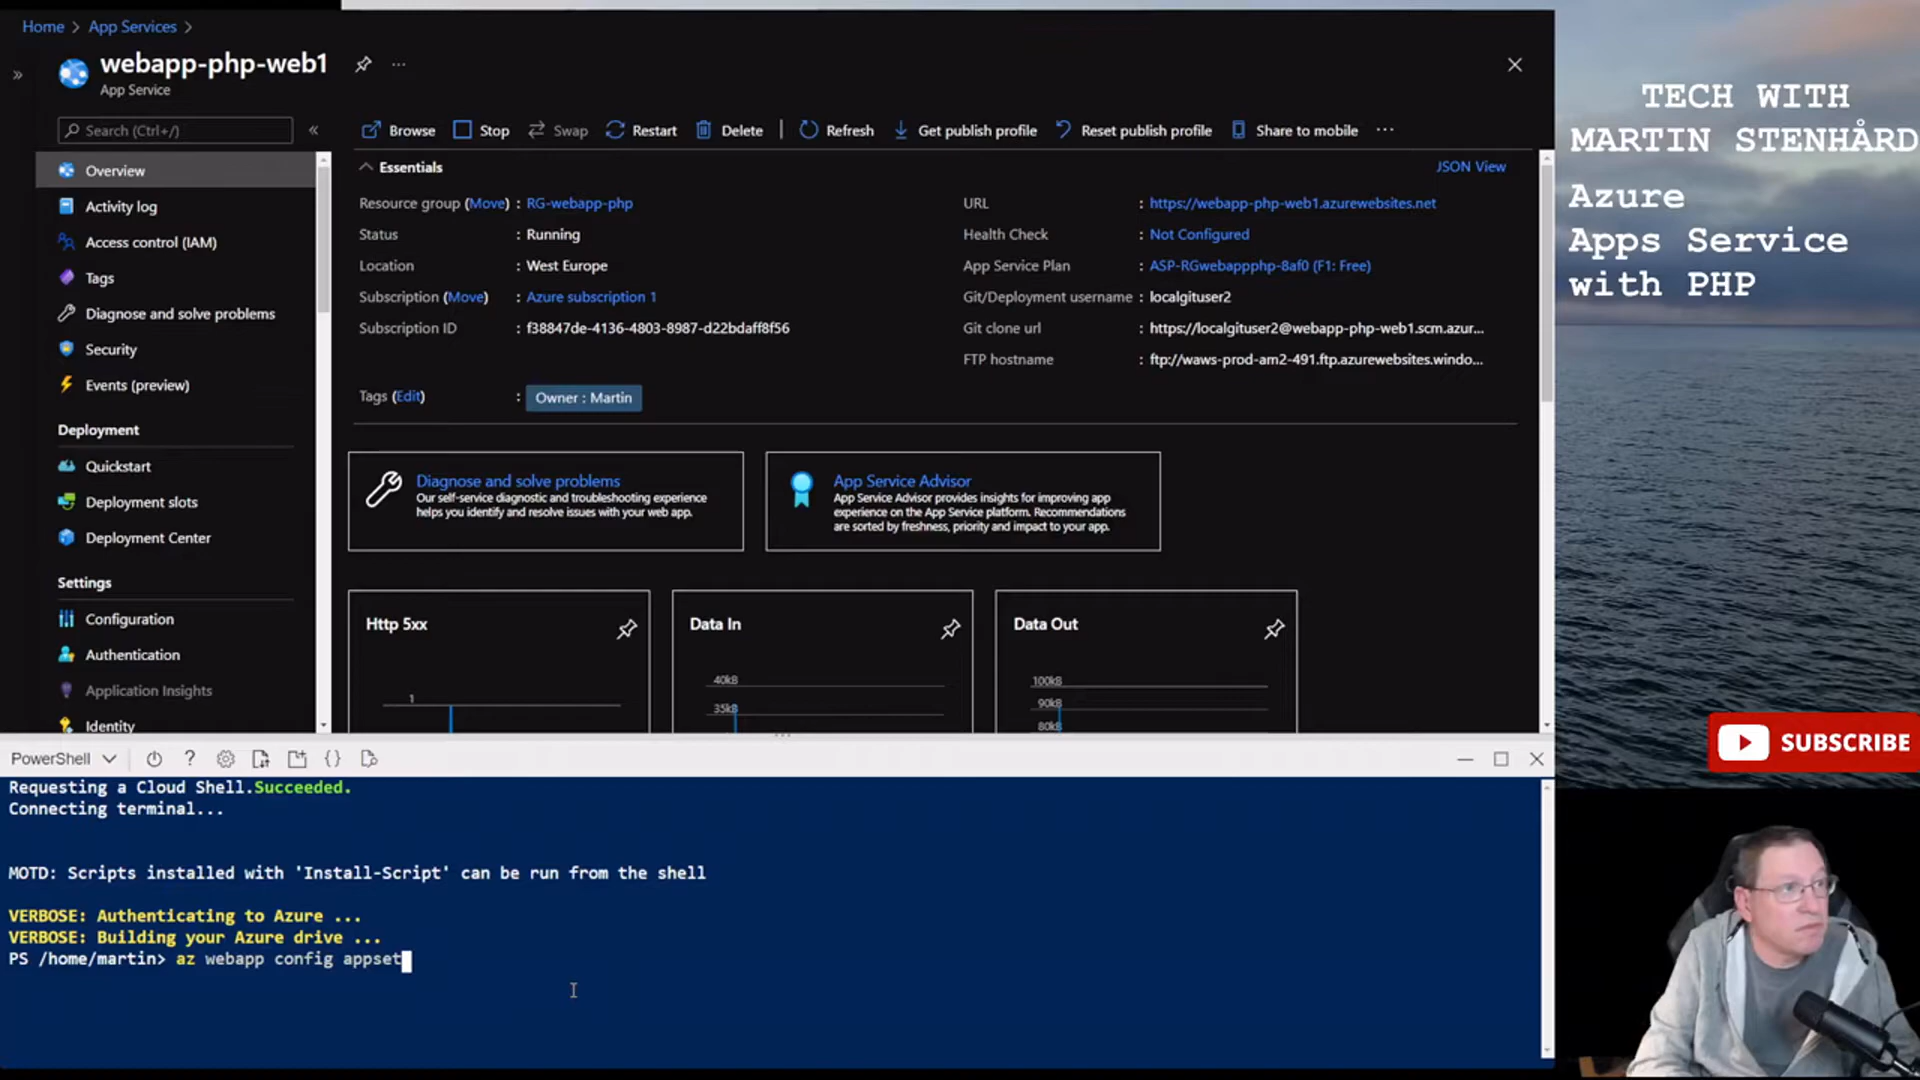 Home > App Services >
webapp-php-web1
App Service
Search (Ctrl+/)
«
»
Overview
Activity log
Access control (IAM)
Tags
Diagnose and solve problems
Security
Events (preview)
Deployment
Quickstart
Deployment slots
Deployment Center
Settings
Configuration
Authentication
Application Insights
Identity
Browse
Stop
Swap
Restart
Delete
Refresh
Get publish profile
Reset publish profile
Share to mobile
Essentials
JSON View
Resource group (Move) : RG-webapp-php
Status : Running
Location : West Europe
Subscription (Move) : Azure subscription 1
Subscription ID : f38847de-4136-4803-8987-d22bdaff8f56
URL : https://webapp-php-web1.azurewebsites.net
Health Check : Not Configured
App Service Plan : ASP-RGwebappphp-8af0 (F1: Free)
Git/Deployment username : localgituser2
Git clone url : https://localgituser2@webapp-php-web1.scm.azur...
FTP hostname : ftp://waws-prod-am2-491.ftp.azurewebsites.windo...
Tags (Edit) : Owner : Martin
Diagnose and solve problems
Our self-service diagnostic and troubleshooting experience
helps you identify and resolve issues with your web app.
App Service Advisor
App Service Advisor provides insights for improving app
experience on the App Service platform. Recommendations
are sorted by freshness, priority and impact to your app.
Http 5xx
1
Data In
40kB
35kB
Data Out
100kB
90kB
80kB
PowerShell
?
{}
Requesting a Cloud Shell.Succeeded.
Connecting terminal...
MOTD: Scripts installed with 'Install-Script' can be run from the shell
VERBOSE: Authenticating to Azure ...
VERBOSE: Building your Azure drive ...
PS /home/martin> az webapp config appset
TECH WITH
MARTIN STENHÅRD
Azure
Apps Service
with PHP
SUBSCRIBE